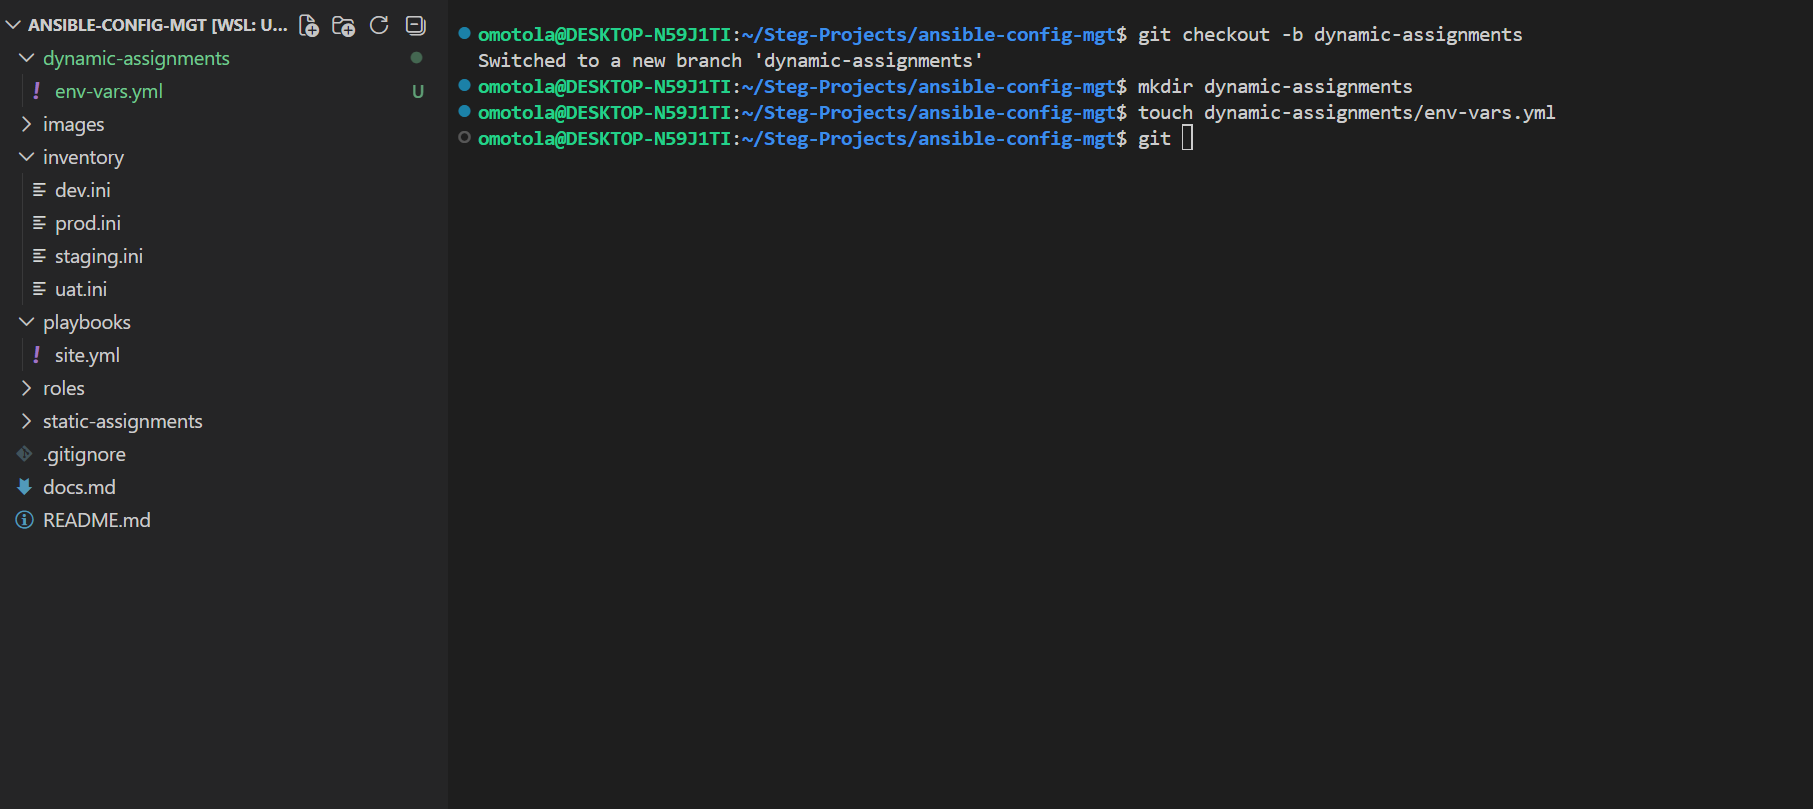 ANSIBLE-CONFIG-MGT [WSL: U...
dynamic-assignments
! env-vars.yml U
images
inventory
dev.ini
prod.ini
staging.ini
uat.ini
playbooks
! site.yml
roles
static-assignments
.gitignore
docs.md
README.md
omotola@DESKTOP-N59J1TI:~/Steg-Projects/ansible-config-mgt$ git checkout -b dynamic-assignments
Switched to a new branch 'dynamic-assignments'
omotola@DESKTOP-N59J1TI:~/Steg-Projects/ansible-config-mgt$ mkdir dynamic-assignments
omotola@DESKTOP-N59J1TI:~/Steg-Projects/ansible-config-mgt$ touch dynamic-assignments/env-vars.yml
omotola@DESKTOP-N59J1TI:~/Steg-Projects/ansible-config-mgt$ git